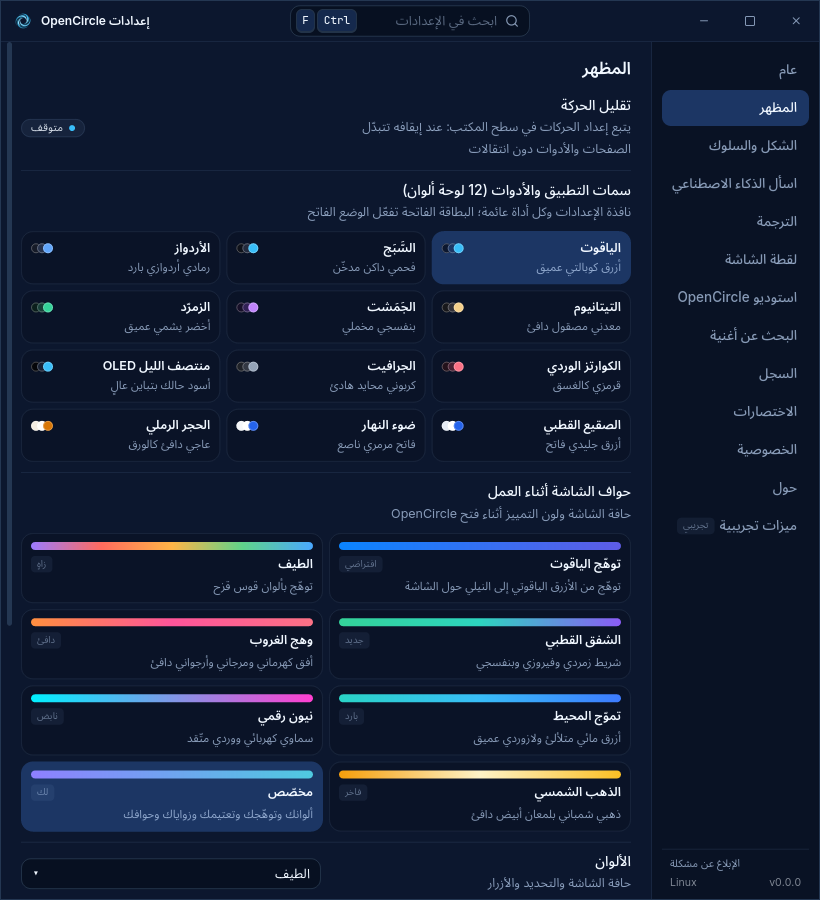 إعدادات OpenCircle
ابحث في الإعدادات
Ctrl F
عام
المظهر
الشكل والسلوك
اسأل الذكاء الاصطناعي
الترجمة
لقطة الشاشة
استوديو OpenCircle
البحث عن أغنية
السجل
الاختصارات
الخصوصية
حول
ميزات تجريبية تجريبي
الإبلاغ عن مشكلة
v0.0.0 Linux
المظهر
تقليل الحركة
يتبع إعداد الحركات في سطح المكتب: عند إيقافه تتبدّل
الصفحات والأدوات دون انتقالات
متوقف
سمات التطبيق والأدوات (12 لوحة ألوان)
نافذة الإعدادات وكل أداة عائمة؛ البطاقة الفاتحة تفعّل الوضع الفاتح
الياقوت
أزرق كوبالتي عميق
السَّبَج
فحمي داكن مدخّن
الأردواز
رمادي أردوازي بارد
التيتانيوم
معدني مصقول دافئ
الجَمَشت
بنفسجي مخملي
الزمرّد
أخضر يشمي عميق
الكوارتز الوردي
قرمزي كالغسق
الجرافيت
كربوني محايد هادئ
منتصف الليل OLED
أسود حالك بتباين عالٍ
الصقيع القطبي
أزرق جليدي فاتح
ضوء النهار
فاتح مرمري ناصع
الحجر الرملي
عاجي دافئ كالورق
حواف الشاشة أثناء العمل
حافة الشاشة ولون التمييز أثناء فتح OpenCircle
توهّج الياقوت
افتراضي
توهّج من الأزرق الياقوتي إلى النيلي حول الشاشة
الطيف
زاهٍ
توهّج بألوان قوس قزح
الشفق القطبي
جديد
شريط زمردي وفيروزي وبنفسجي
وهج الغروب
دافئ
أفق كهرماني ومرجاني وأرجواني دافئ
تموّج المحيط
بارد
أزرق مائي متلألئ ولازوردي عميق
نيون رقمي
نابض
سماوي كهربائي ووردي متّقد
الذهب الشمسي
فاخر
ذهبي شمباني بلمعان أبيض دافئ
مخصّص
لك
ألوانك وتوهّجك وتعتيمك وزواياك وحوافك
الألوان
حافة الشاشة والتحديد والأزرار
الطيف